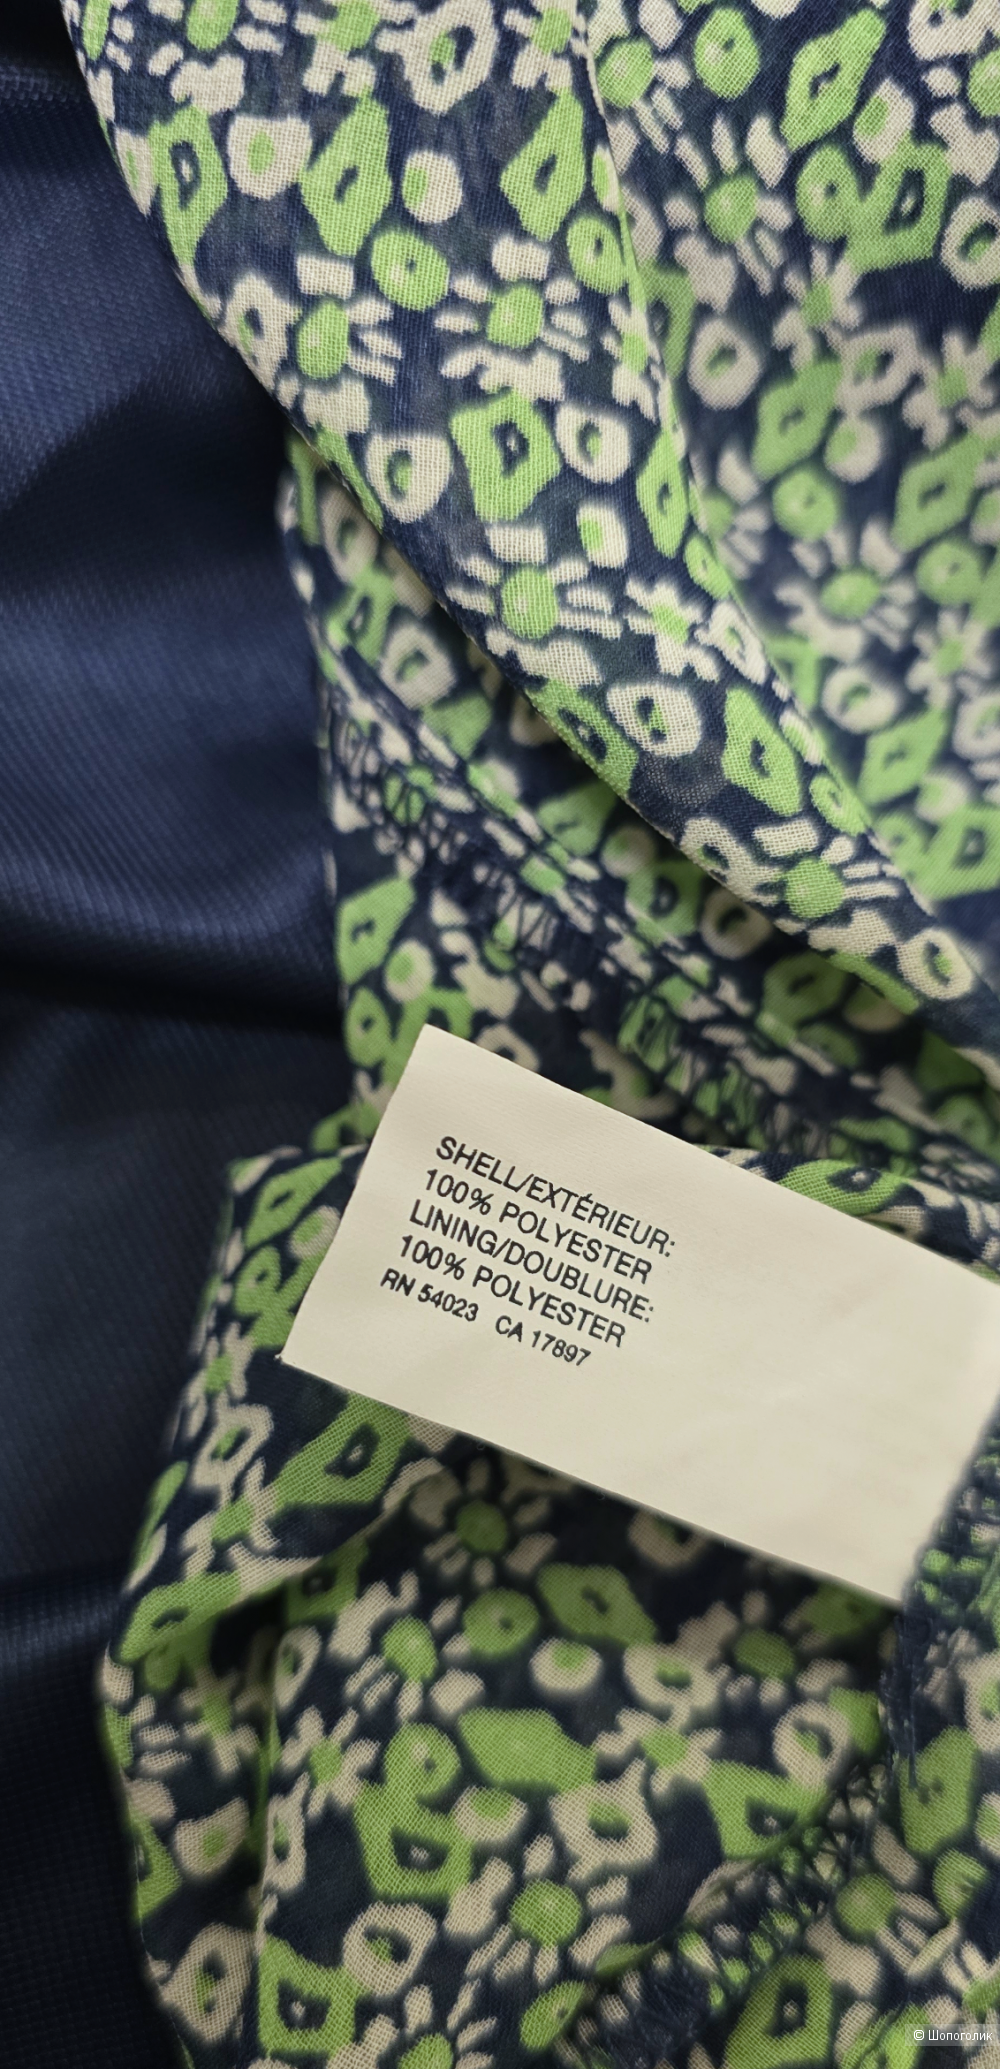 SHELL/EXTÉRIEUR:
100% POLYESTER
LINING/DOUBLURE:
100% POLYESTER
RN 54023 CA 17897
© Шопоголик